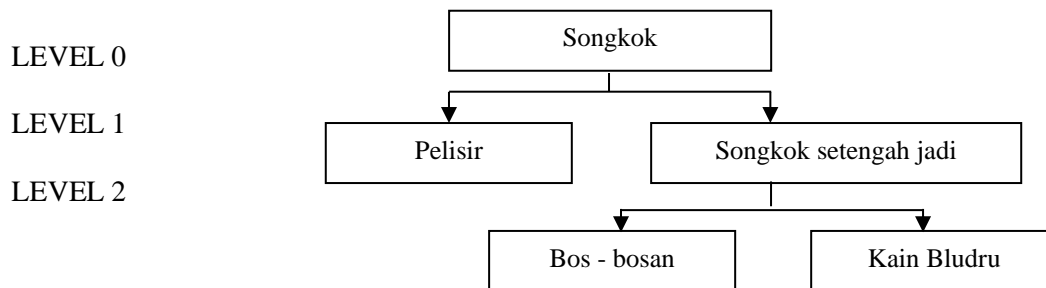 Songkok
LEVEL 0
LEVEL 1
Pelisir
Songkok setengah jadi
LEVEL 2
Bos - bosan
Kain Bludru